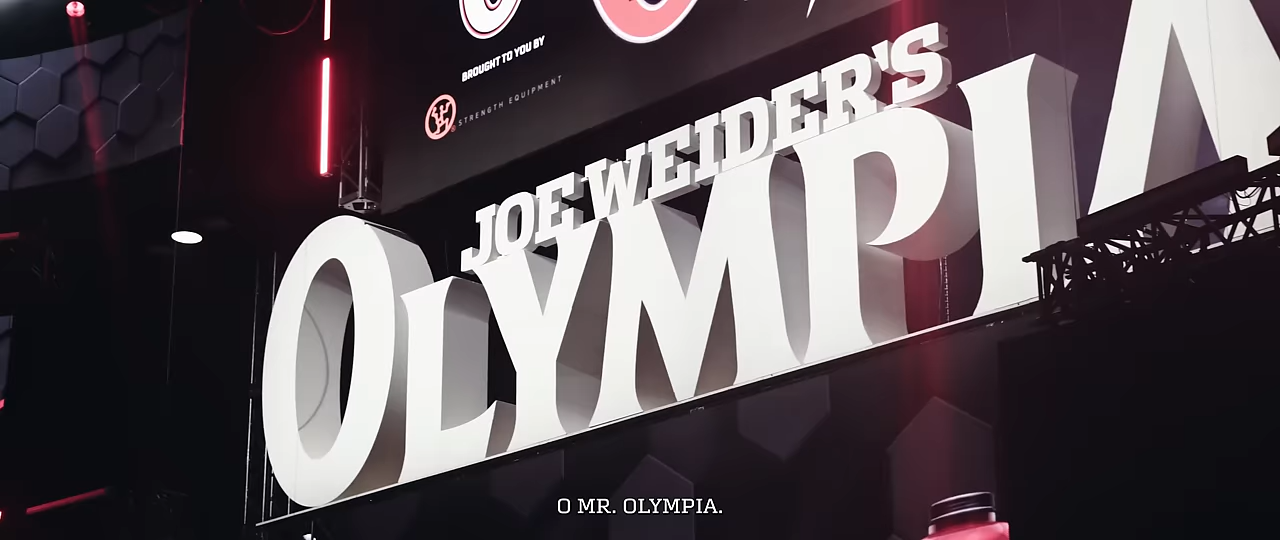 BROUGHT TO YOU BY
STRENGTH EQUIPMENT
JOE WEIDER'S
OLYMPIA
O MR. OLYMPIA.